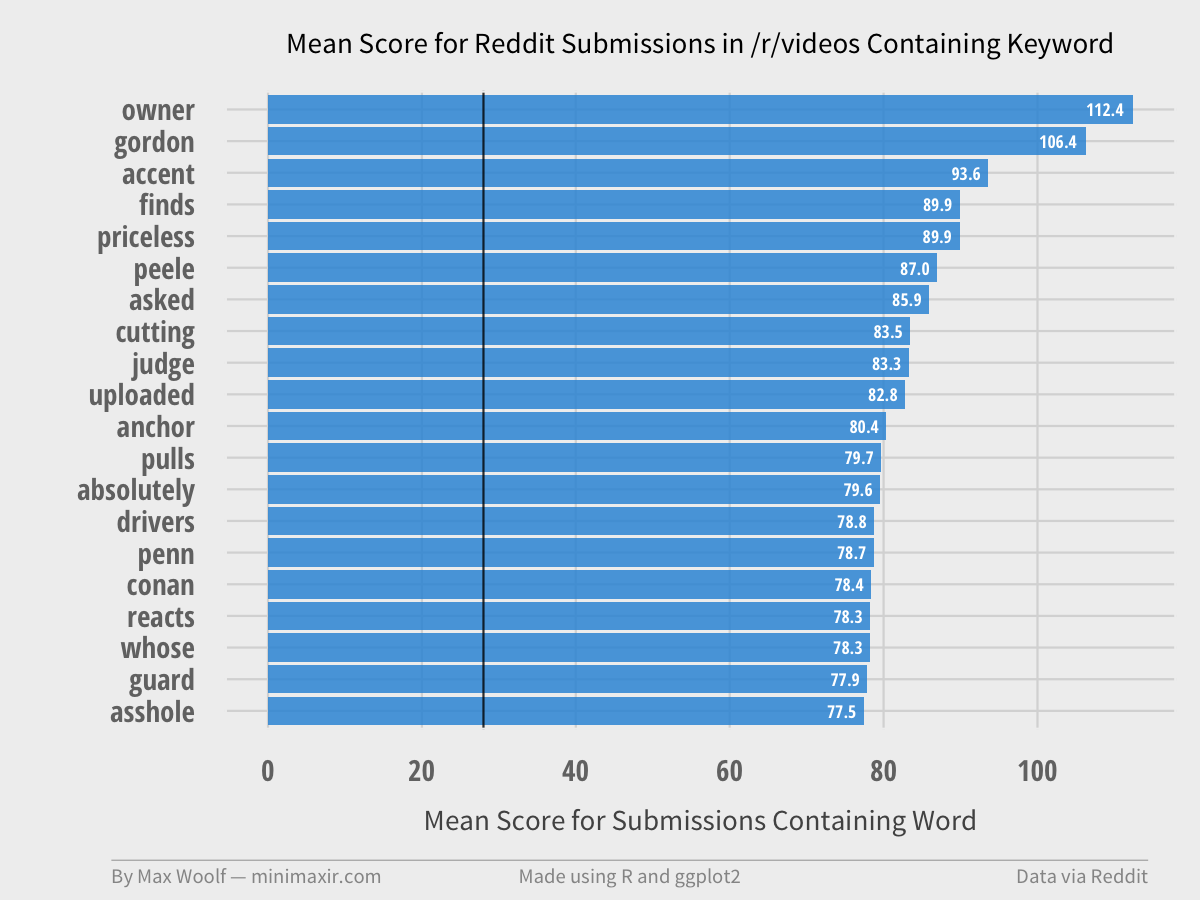 Mean Score for Reddit Submissions in /r/videos Containing Keyword
owner 112.4
gordon 106.4
accent 93.6
finds 89.9
priceless 89.9
peele 87.0
asked 85.9
cutting 83.5
judge 83.3
uploaded 82.8
anchor 80.4
pulls 79.7
absolutely 79.6
drivers 78.8
penn 78.7
conan 78.4
reacts 78.3
whose 78.3
guard 77.9
asshole 77.5
0 20 40 60 80 100
Mean Score for Submissions Containing Word
By Max Woolf — minimaxir.com Made using R and ggplot2 Data via Reddit